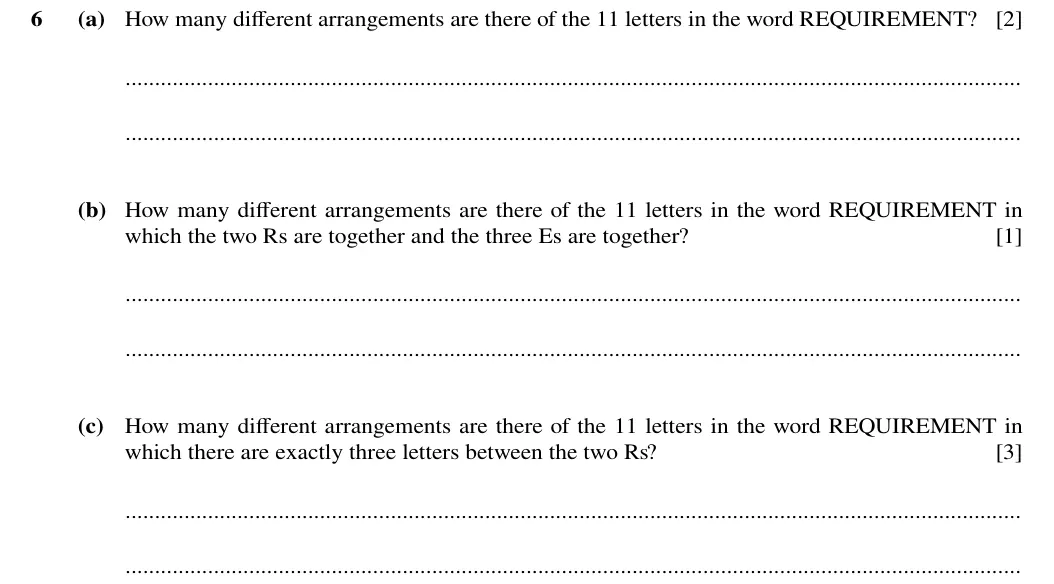 6 (a) How many different arrangements are there of the 11 letters in the word REQUIREMENT? [2]
................................................................................................................................................................
................................................................................................................................................................
(b) How many different arrangements are there of the 11 letters in the word REQUIREMENT in
which the two Rs are together and the three Es are together? [1]
................................................................................................................................................................
................................................................................................................................................................
(c) How many different arrangements are there of the 11 letters in the word REQUIREMENT in
which there are exactly three letters between the two Rs? [3]
................................................................................................................................................................
................................................................................................................................................................